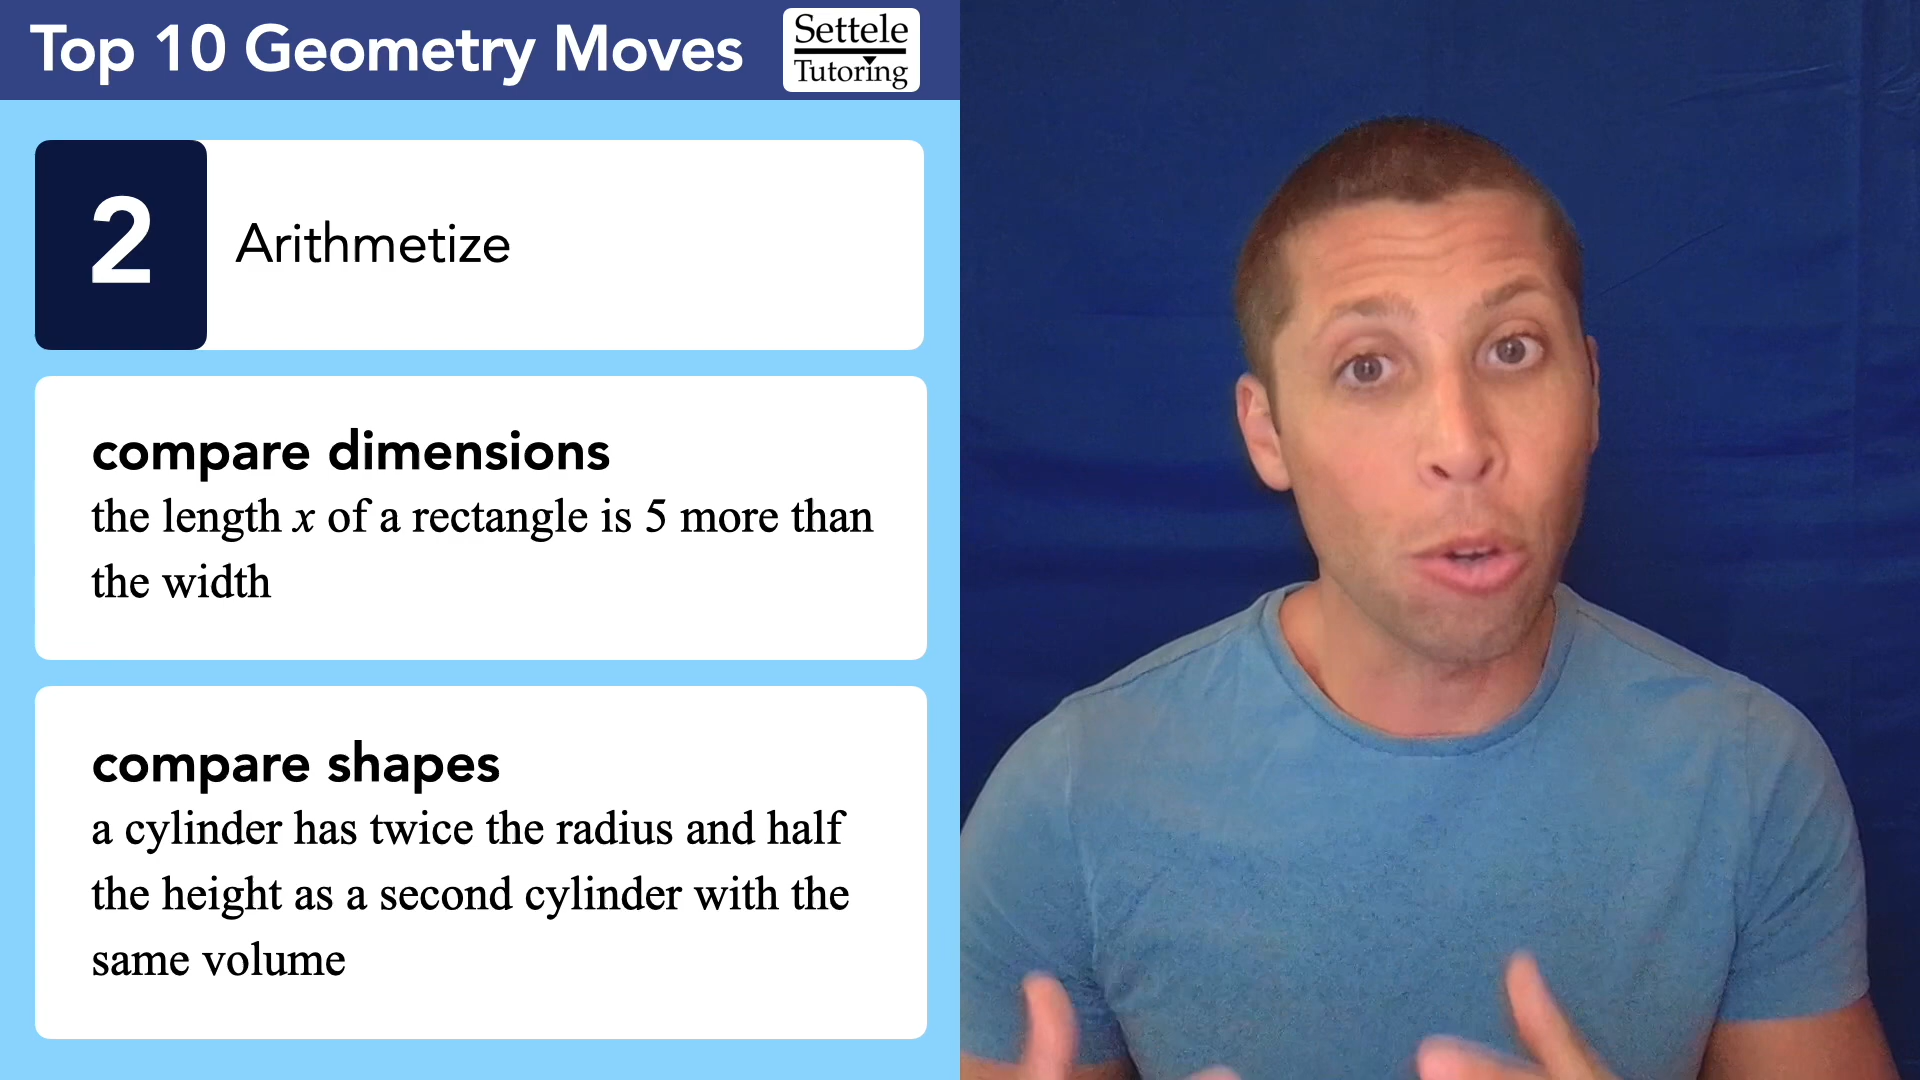 Top 10 Geometry Moves
Settele
Tutoring
2
Arithmetize
compare dimensions
the length x of a rectangle is 5 more than
the width
compare shapes
a cylinder has twice the radius and half
the height as a second cylinder with the
same volume